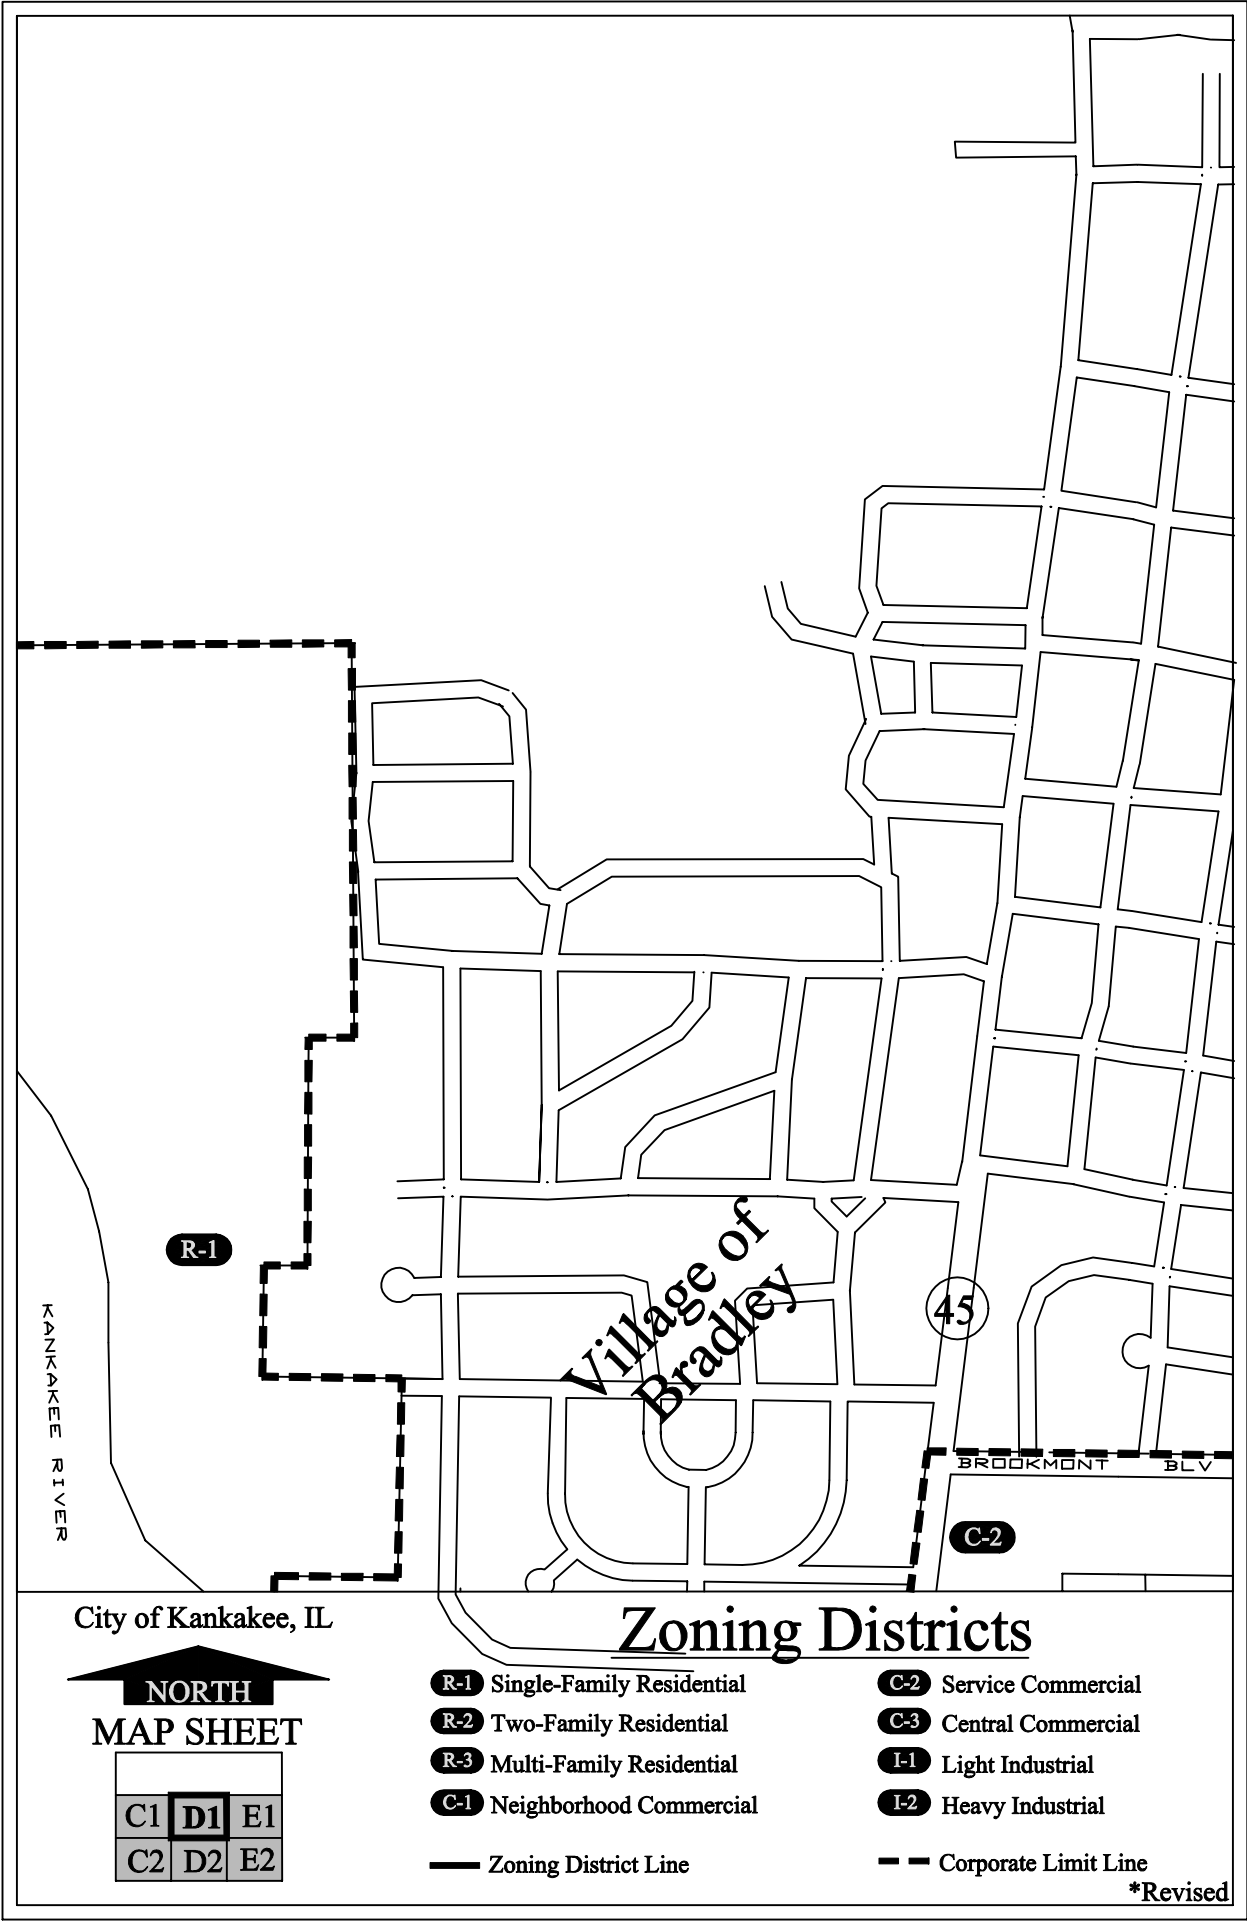 R-1
KANKAKEE RIVER
Village of
Bradley
45
BROOKMONT BLV
C-2
City of Kankakee, IL
NORTH
MAP SHEET
C1 D1 E1
C2 D2 E2
Zoning Districts
R-1 Single-Family Residential
R-2 Two-Family Residential
R-3 Multi-Family Residential
C-1 Neighborhood Commercial
Zoning District Line
C-2 Service Commercial
C-3 Central Commercial
I-1 Light Industrial
I-2 Heavy Industrial
Corporate Limit Line
*Revised